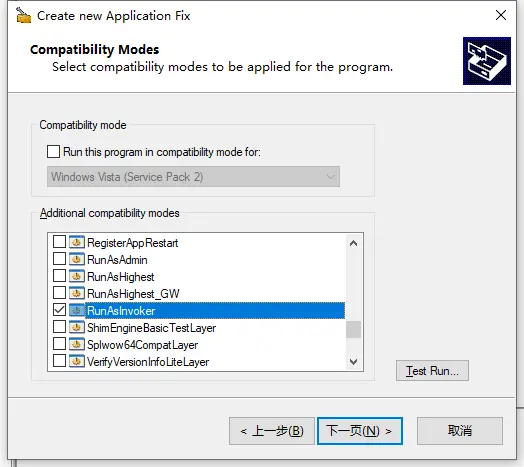 Create new Application Fix
Compatibility Modes
Select compatibility modes to be applied for the program.
Compatibility mode
Run this program in compatibility mode for:
Windows Vista (Service Pack 2)
Additional compatibility modes
RegisterAppRestart
RunAsAdmin
RunAsHighest
RunAsHighest_GW
RunAsInvoker
ShimEngineBasicTestLayer
Splwow64CompatLayer
VerifyVersionInfoLiteLayer
Test Run...
< 上一步(B)
下一页(N) >
取消